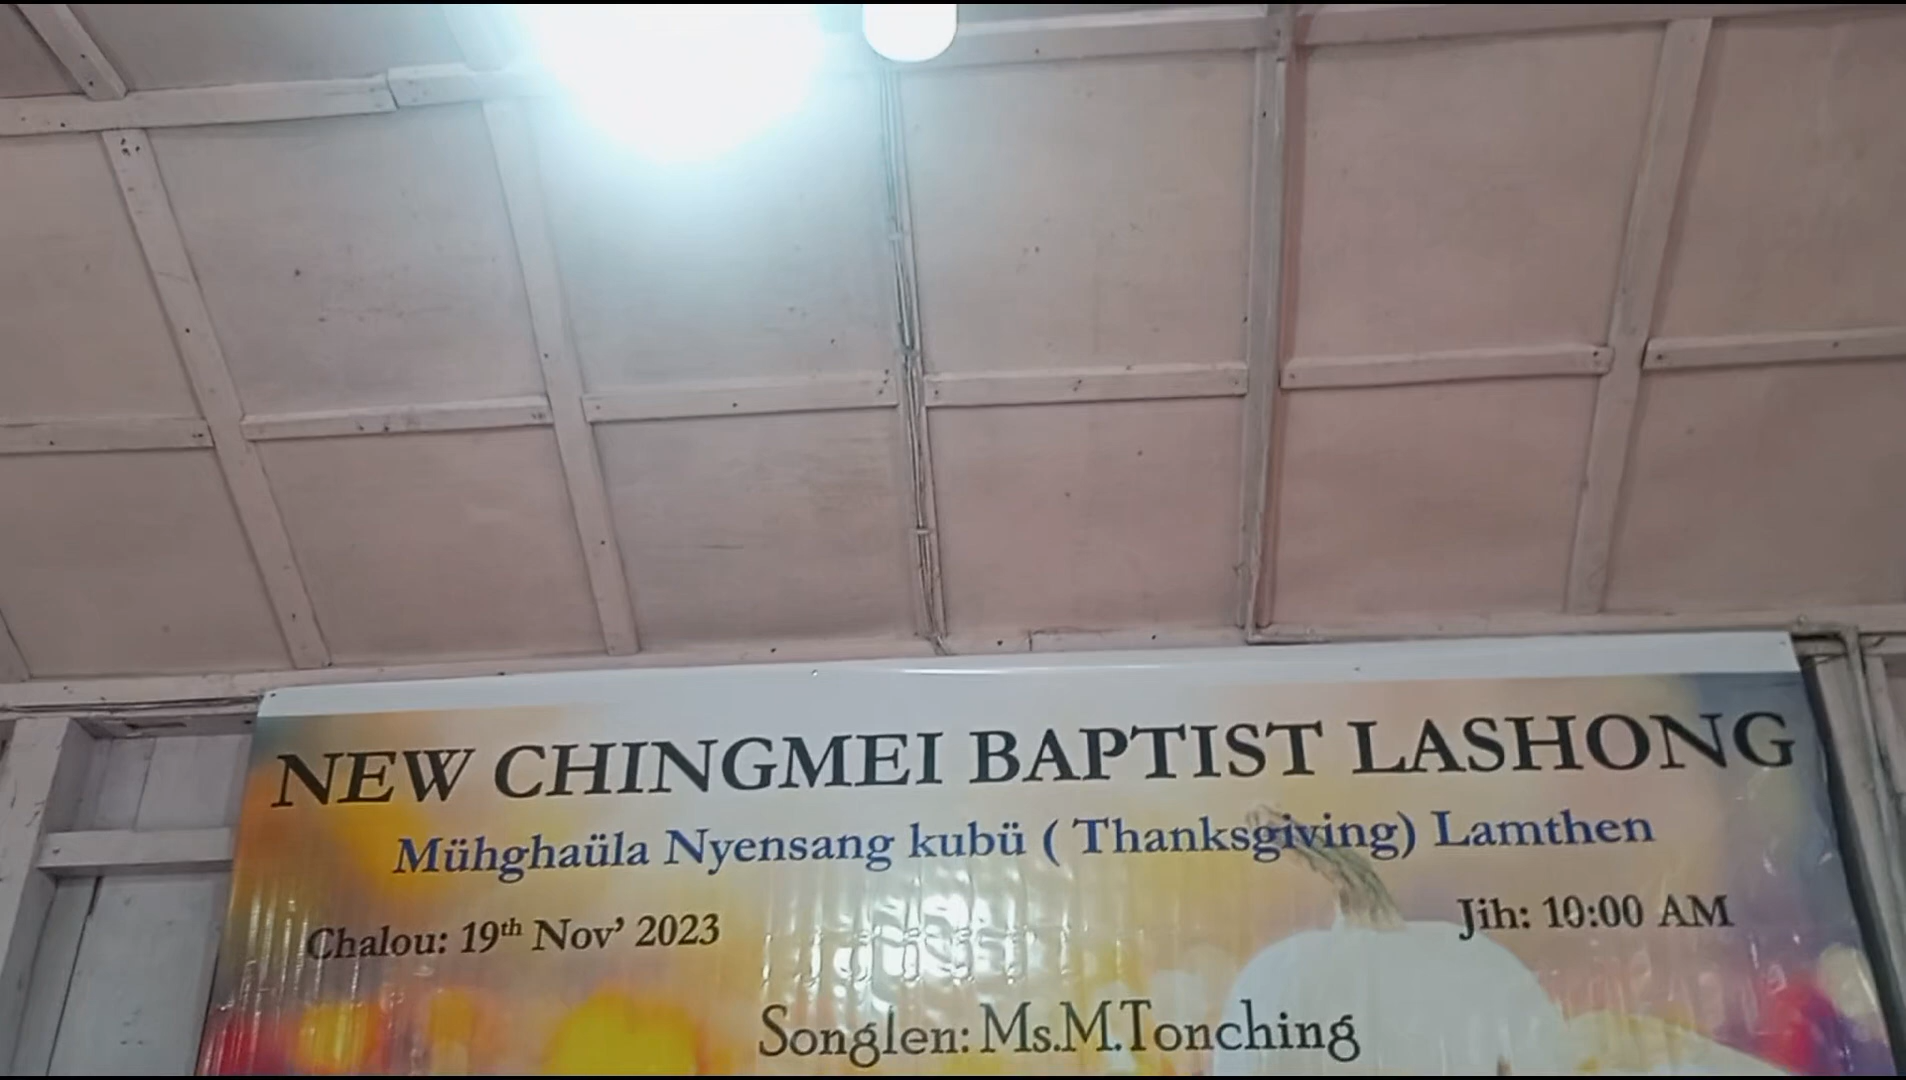 NEW CHINGMEI BAPTIST LASHONG
Mühghaüla Nyensang kubü ( Thanksgiving) Lamthen
Chalou: 19th Nov’ 2023
Jih: 10:00 AM
Songlen: Ms.M.Tonching